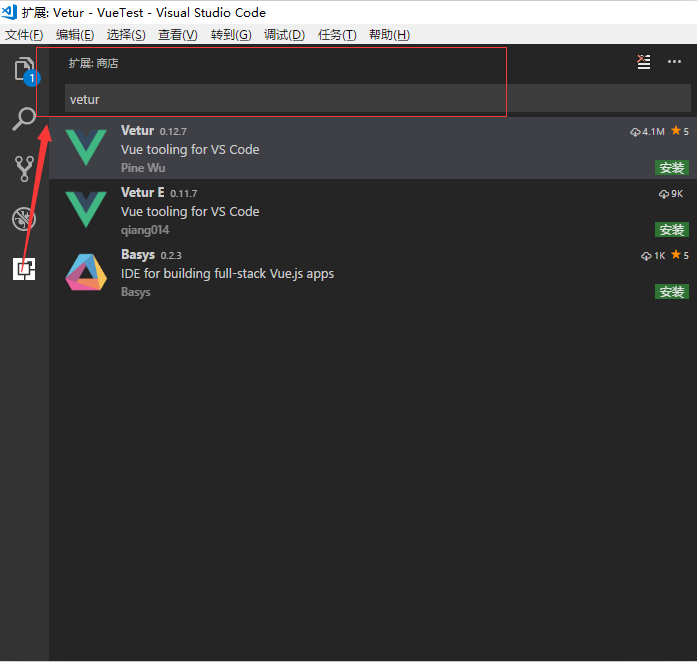 扩展: Vetur - VueTest - Visual Studio Code
文件(F) 编辑(E) 选择(S) 查看(V) 转到(G) 调试(D) 任务(T) 帮助(H)
扩展: 商店
1
vetur
Vetur 0.12.7 4.1M 5
Vue tooling for VS Code
Pine Wu 安装
Vetur E 0.11.7 9K
Vue tooling for VS Code
qiang014 安装
Basys 0.2.3 1K 5
IDE for building full-stack Vue.js apps
Basys 安装